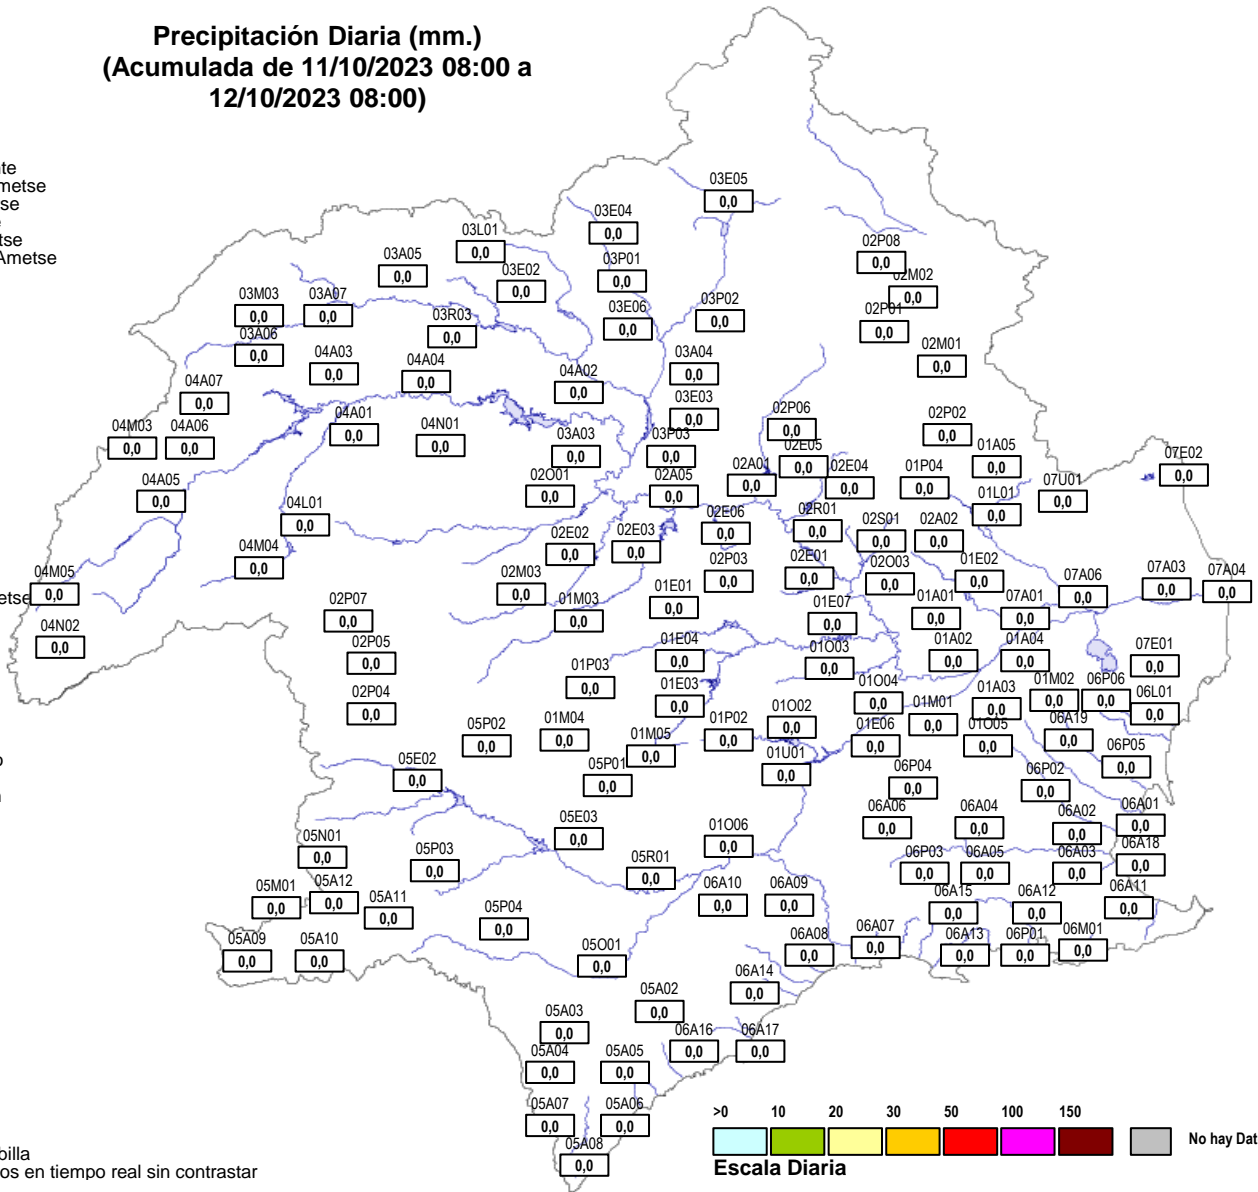 Precipitación Diaria (mm.)
(Acumulada de 11/10/2023 08:00 a
12/10/2023 08:00)
nte
metse
tse
e
tse
Ametse
03E05
0,0
03E04
0,0
03L01
0,0
02P08
0,0
03A05
0,0
03P01
0,0
03E02
0,0
02M02
0,0
03M03
0,0
03A07
0,0
03P02
0,0
03E06
0,0
02P01
0,0
03R03
0,0
03A06
0,0
02M01
0,0
04A03
0,0
04A04
0,0
03A04
0,0
04A02
0,0
04A07
0,0
03E03
0,0
04A01
0,0
02P06
0,0
02P02
0,0
04M03
0,0
04A06
0,0
04N01
0,0
03A03
0,0
03P03
0,0
02E05
0,0
01A05
0,0
07E02
0,0
02A01
0,0
02E04
0,0
01P04
0,0
04A05
0,0
02O01
0,0
02A05
0,0
07U01
0,0
01L01
0,0
04L01
0,0
02E06
0,0
02R01
0,0
02S01
0,0
02A02
0,0
02E02
0,0
02E03
0,0
04M04
0,0
02P03
0,0
02E01
0,0
02O03
0,0
01E02
0,0
04M05
0,0
etse
02M03
0,0
07A06
0,0
07A03
0,0
07A04
0,0
02P07
0,0
01M03
0,0
01E01
0,0
01E07
0,0
01A01
0,0
07A01
0,0
04N02
0,0
02P05
0,0
01E04
0,0
01O03
0,0
01A02
0,0
01A04
0,0
07E01
0,0
01P03
0,0
01E03
0,0
01O04
0,0
01A03
0,0
01M02
0,0
06P06
0,0
06L01
0,0
02P04
0,0
01M01
0,0
05P02
0,0
01M04
0,0
01P02
0,0
01O02
0,0
01E06
0,0
01O05
0,0
06A19
0,0
01M05
0,0
06P05
0,0
o
05E02
0,0
05P01
0,0
01U01
0,0
06P04
0,0
06P02
0,0
05E03
0,0
06A06
0,0
06A04
0,0
06A02
0,0
06A01
0,0
01O06
0,0
05N01
0,0
05P03
0,0
05R01
0,0
06P03
0,0
06A05
0,0
06A03
0,0
06A18
0,0
05M01
0,0
05A12
0,0
05A11
0,0
06A10
0,0
06A09
0,0
06A15
0,0
06A12
0,0
06A11
0,0
05P04
0,0
05A09
0,0
05A10
0,0
05O01
0,0
06A08
0,0
06A07
0,0
06A13
0,0
06P01
0,0
06M01
0,0
06A14
0,0
05A02
0,0
05A03
0,0
06A16
0,0
06A17
0,0
05A04
0,0
05A05
0,0
05A07
0,0
05A06
0,0
05A08
0,0
>0 10 20 30 50 100 150
No hay Dat
Escala Diaria
billa
os en tiempo real sin contrastar